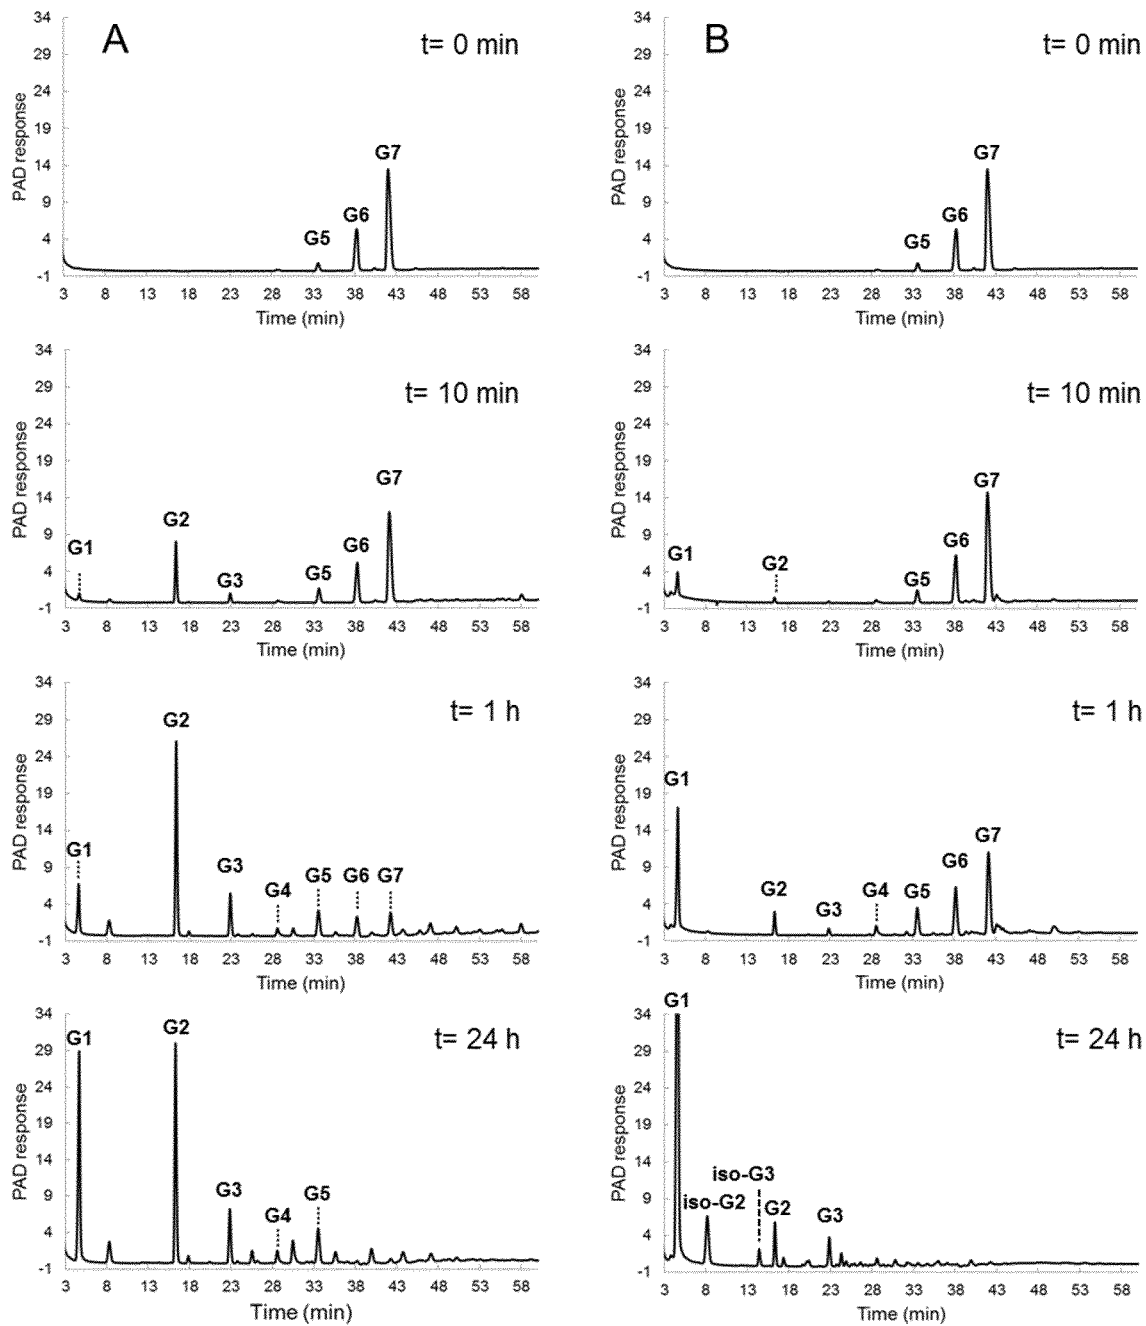 A
t= 0 min
PAD response
34
29
24
19
14
9
4
-1
G5
G6
G7
3 8 13 18 23 28 33 38 43 48 53 58
Time (min)
B
t= 0 min
PAD response
34
29
24
19
14
9
4
-1
G5
G6
G7
3 8 13 18 23 28 33 38 43 48 53 58
Time (min)
t= 10 min
PAD response
34
29
24
19
14
9
4
-1
G1
G2
G3
G5
G6
G7
3 8 13 18 23 28 33 38 43 48 53 58
Time (min)
t= 10 min
PAD response
34
29
24
19
14
9
4
-1
G1
G2
G5
G6
G7
3 8 13 18 23 28 33 38 43 48 53 58
Time (min)
t= 1 h
PAD response
34
29
24
19
14
9
4
-1
G1
G2
G3
G4
G5
G6
G7
3 8 13 18 23 28 33 38 43 48 53 58
Time (min)
t= 1 h
PAD response
34
29
24
19
14
9
4
-1
G1
G2
G3
G4
G5
G6
G7
3 8 13 18 23 28 33 38 43 48 53 58
Time (min)
t= 24 h
PAD response
34
29
24
19
14
9
4
-1
G1
G2
G3
G4
G5
3 8 13 18 23 28 33 38 43 48 53 58
Time (min)
t= 24 h
PAD response
34
29
24
19
14
9
4
-1
G1
iso-G2
iso-G3
G2
G3
3 8 13 18 23 28 33 38 43 48 53 58
Time (min)